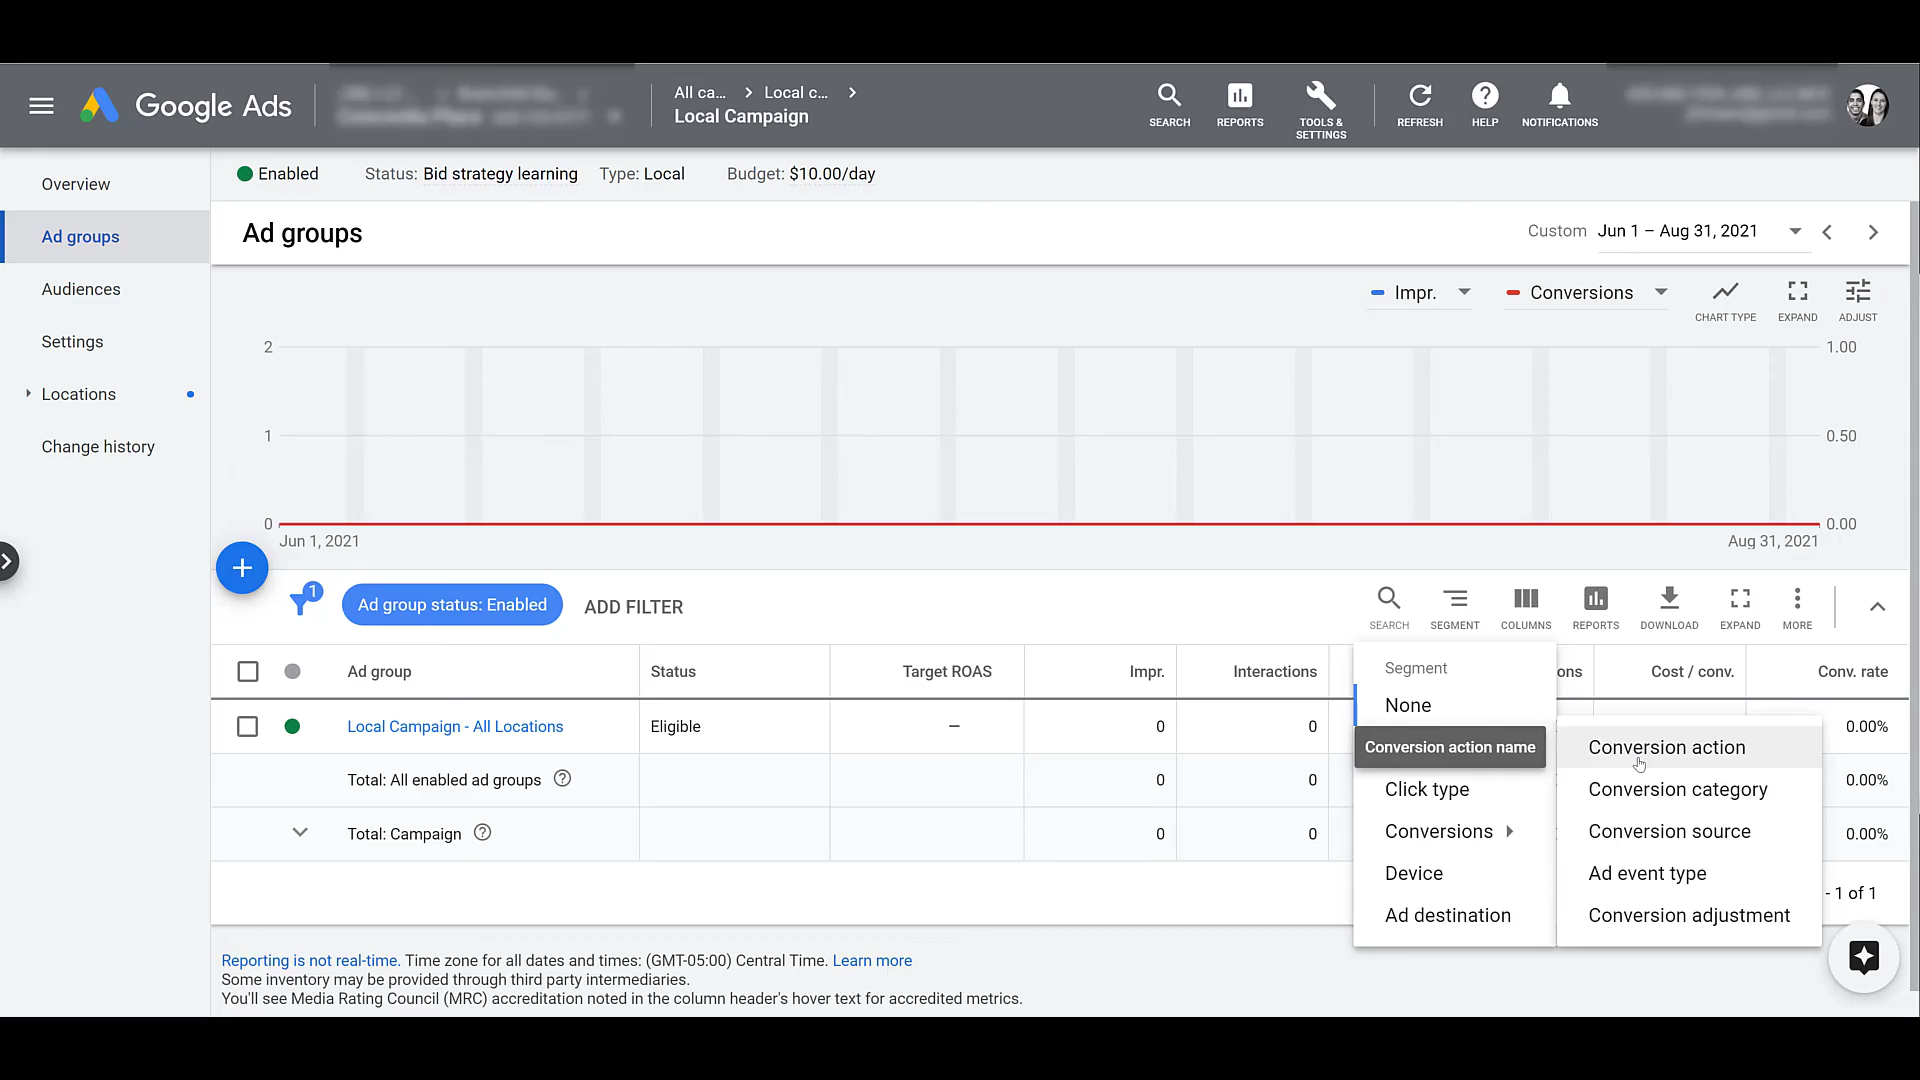 Google Ads
All ca... > Local c... >
Local Campaign
SEARCH
REPORTS
TOOLS &
SETTINGS
REFRESH
HELP
NOTIFICATIONS
Overview
Ad groups
Audiences
Settings
Locations
Change history
Enabled
Status: Bid strategy learning
Type: Local
Budget: $10.00/day
Ad groups
Custom Jun 1 – Aug 31, 2021
Impr.
Conversions
CHART TYPE
EXPAND
ADJUST
2
1.00
1
0.50
0
0.00
Jun 1, 2021
Aug 31, 2021
1
Ad group status: Enabled
ADD FILTER
SEARCH
SEGMENT
COLUMNS
REPORTS
DOWNLOAD
EXPAND
MORE
Ad group
Status
Target ROAS
Impr.
Interactions
ons
Cost / conv.
Conv. rate
Local Campaign - All Locations
Eligible
–
0
0
0.00%
Total: All enabled ad groups
0
0
0.00%
Total: Campaign
0
0
0.00%
- 1 of 1
Segment
None
Conversion action name
Click type
Conversions
Device
Ad destination
Conversion action
Conversion category
Conversion source
Ad event type
Conversion adjustment
Reporting is not real-time. Time zone for all dates and times: (GMT-05:00) Central Time. Learn more
Some inventory may be provided through third party intermediaries.
You'll see Media Rating Council (MRC) accreditation noted in the column header's hover text for accredited metrics.